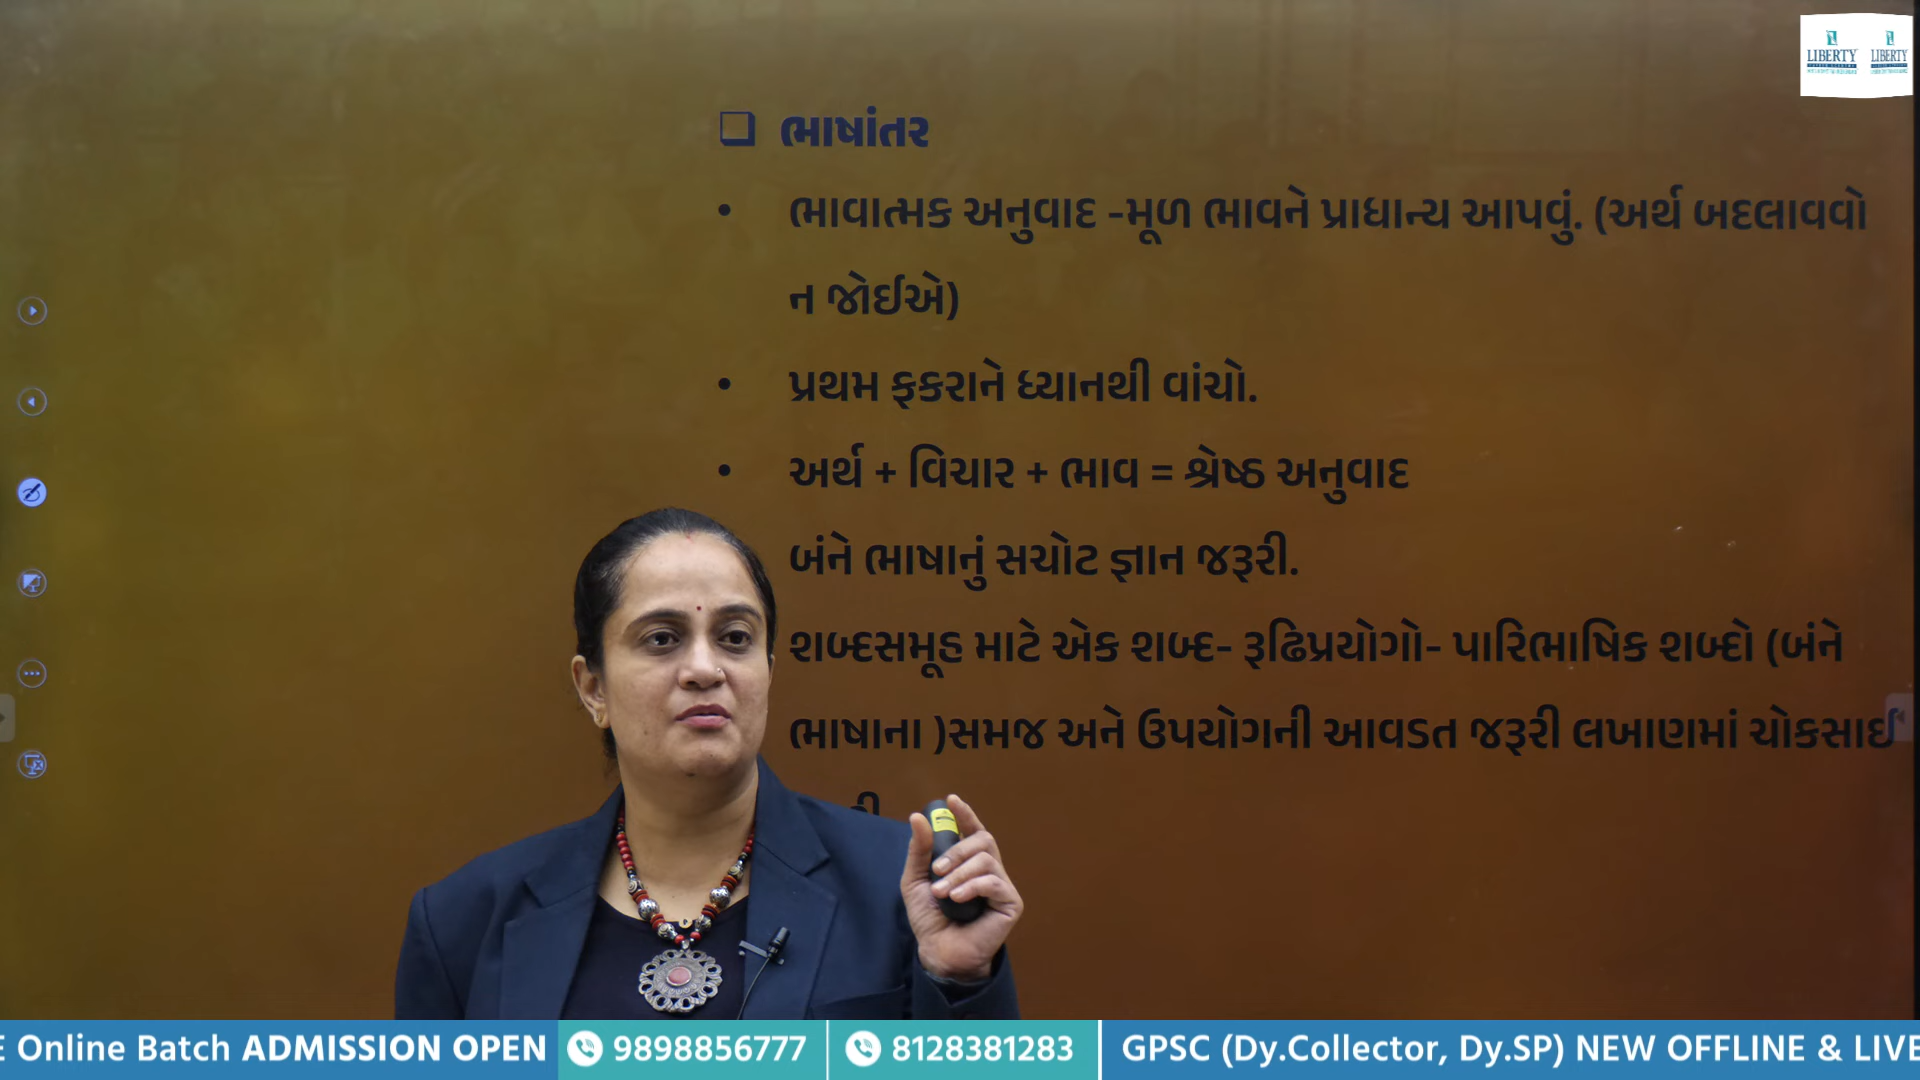 LIBERTY LIBERTY
ભાષાંતર
• ભાવાત્મક અનુવાદ -મૂળ ભાવને પ્રાધાન્ય આપવું. (અર્થ બદલાવવો
ન જોઈએ)
• પ્રથમ ફકરાને ધ્યાનથી વાંચો.
• અર્થ + વિચાર + ભાવ = શ્રેષ્ઠ અનુવાદ
બંને ભાષાનું સચોટ જ્ઞાન જરૂરી.
શબ્દસમૂહ માટે એક શબ્દ- રૂઢિપ્રયોગો- પારિભાષિક શબ્દો (બંને
ભાષાના )સમજ અને ઉપયોગની આવડત જરૂરી લખાણમાં ચોકસાઈ
Online Batch ADMISSION OPEN 9898856777 8128381283 GPSC (Dy.Collector, Dy.SP) NEW OFFLINE & LIVE